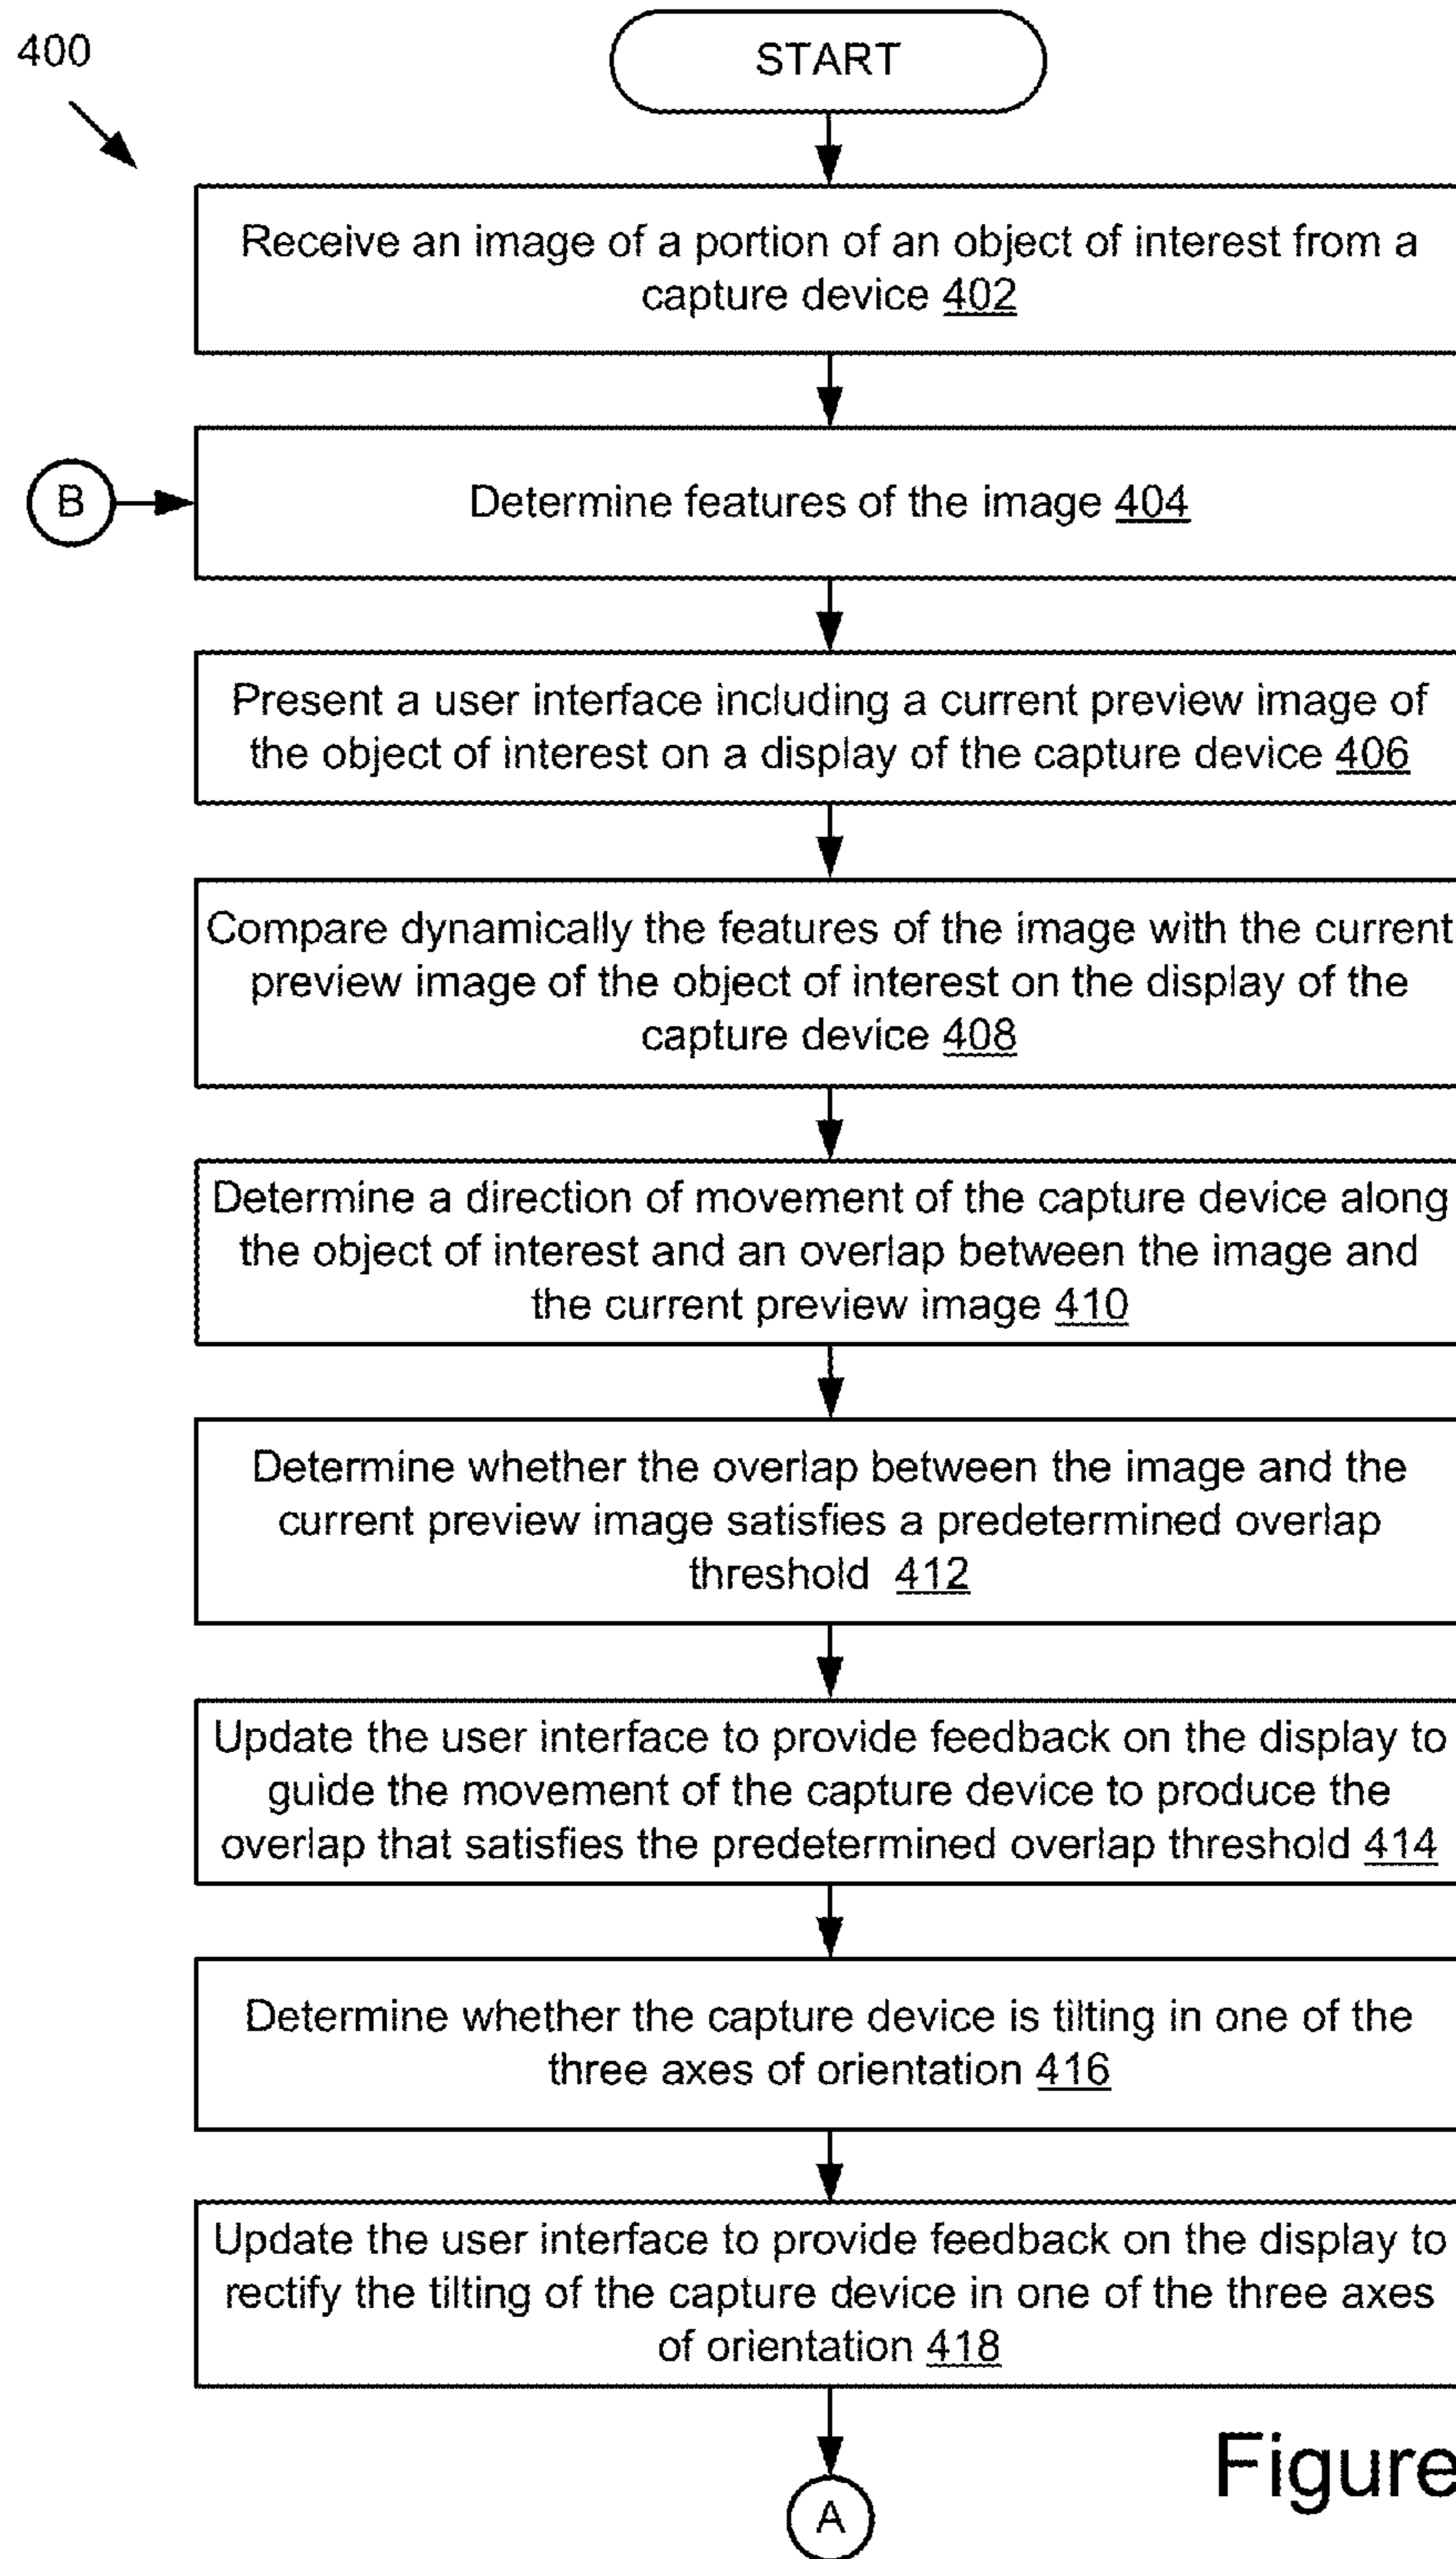 400
START
Receive an image of a portion of an object of interest from a
capture device 402
B
Determine features of the image 404
Present a user interface including a current preview image of
the object of interest on a display of the capture device 406
Compare dynamically the features of the image with the current
preview image of the object of interest on the display of the
capture device 408
Determine a direction of movement of the capture device along
the object of interest and an overlap between the image and
the current preview image 410
Determine whether the overlap between the image and the
current preview image satisfies a predetermined overlap
threshold 412
Update the user interface to provide feedback on the display to
guide the movement of the capture device to produce the
overlap that satisfies the predetermined overlap threshold 414
Determine whether the capture device is tilting in one of the
three axes of orientation 416
Update the user interface to provide feedback on the display to
rectify the tilting of the capture device in one of the three axes
of orientation 418
Figure
A